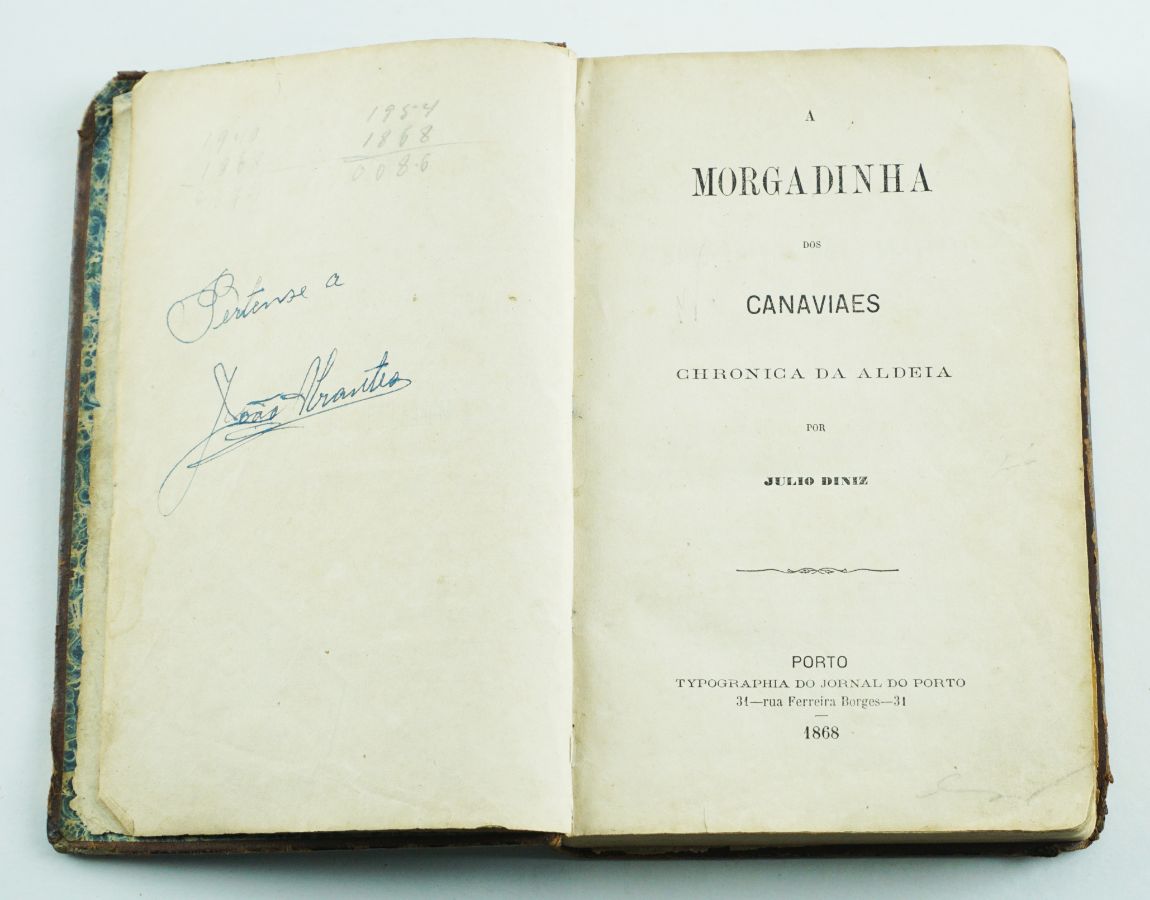 1954
1868
0086
1868
Pertense a
João Abrantes
A
MORGADINHA
DOS
CANAVIAES
CHRONICA DA ALDEIA
POR
JULIO DINIZ
PORTO
TYPOGRAPHIA DO JORNAL DO PORTO
31—rua Ferreira Borges—31
1868